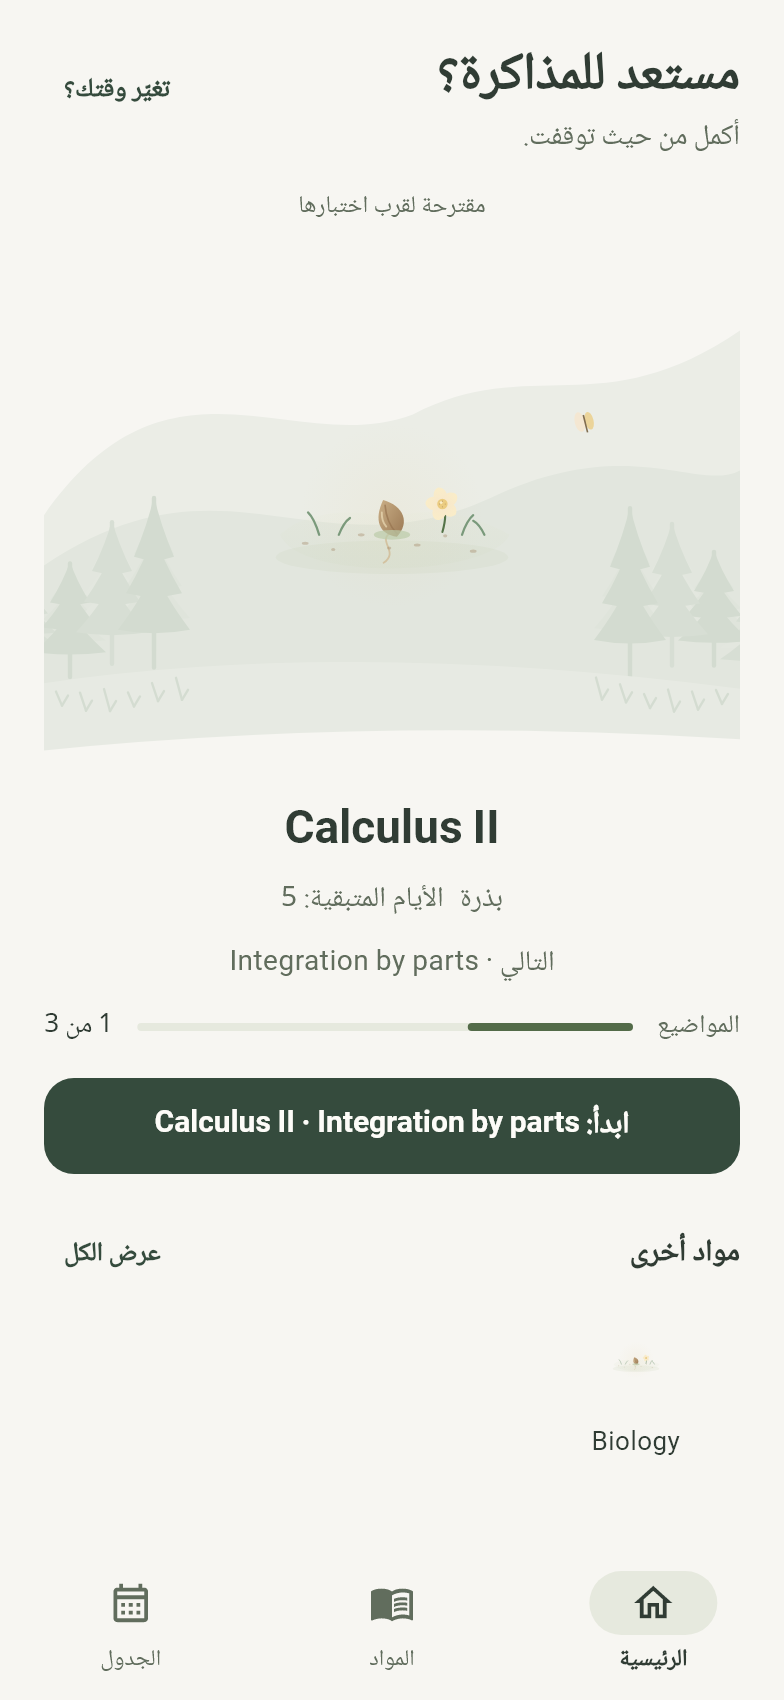 مستعد للمذاكرة؟
تغيّر وقتك؟
أكمل من حيث توقفت.
مقترحة لقرب اختبارها
Calculus II
بذرة الأيام المتبقية: 5
التالي · Integration by parts
المواضيع
1 من 3
ابدأ: Calculus II · Integration by parts
مواد أخرى
عرض الكل
Biology
الرئيسية
المواد
الجدول